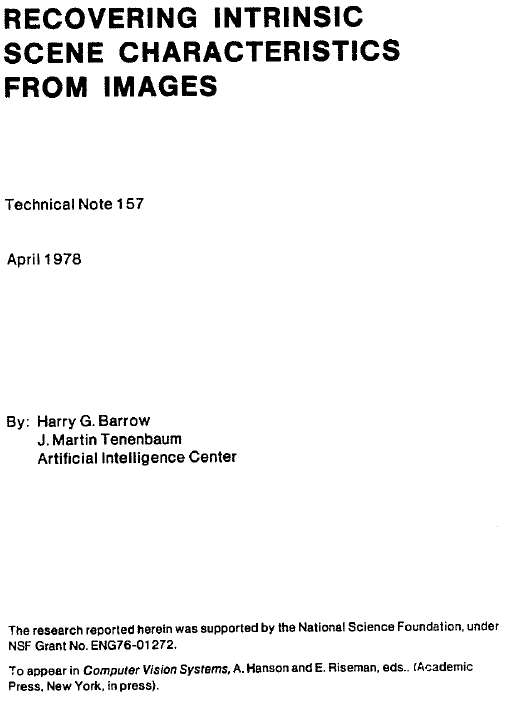 RECOVERING INTRINSIC
SCENE CHARACTERISTICS
FROM IMAGES
Technical Note 157
April 1978
By: Harry G. Barrow
J. Martin Tenenbaum
Artificial Intelligence Center
The research reported herein was supported by the National Science Foundation, under
NSF Grant No. ENG76-01272.
To appear in Computer Vision Systems, A. Hanson and E. Riseman, eds.. (Academic
Press, New York, in press).